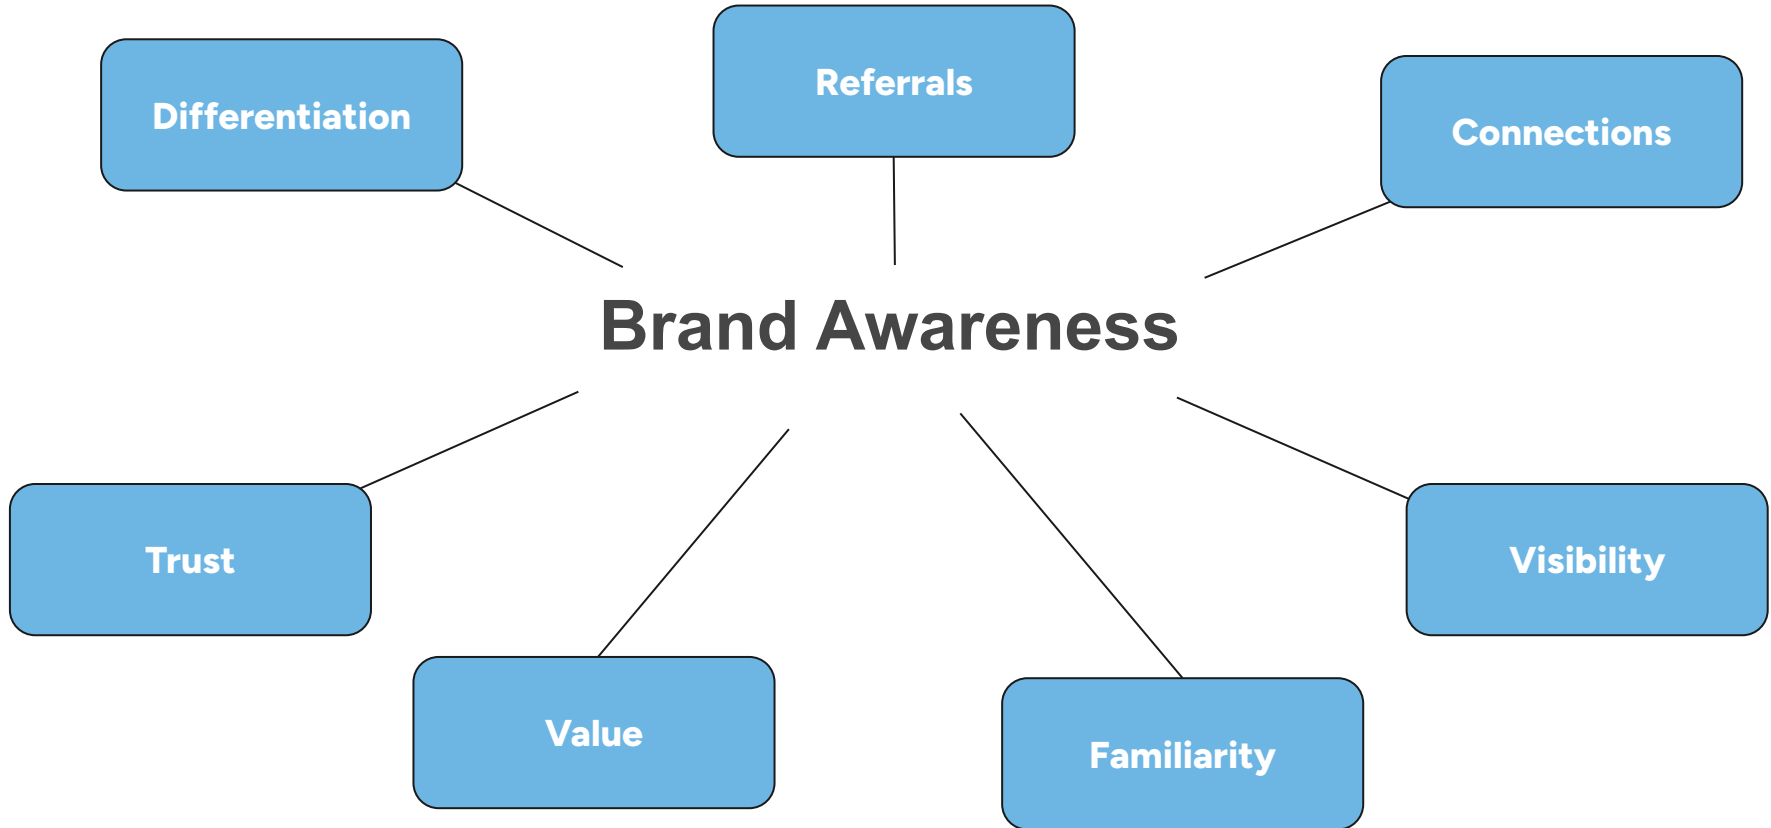 Differentiation
Referrals
Connections
Brand Awareness
Trust
Value
Familiarity
Visibility